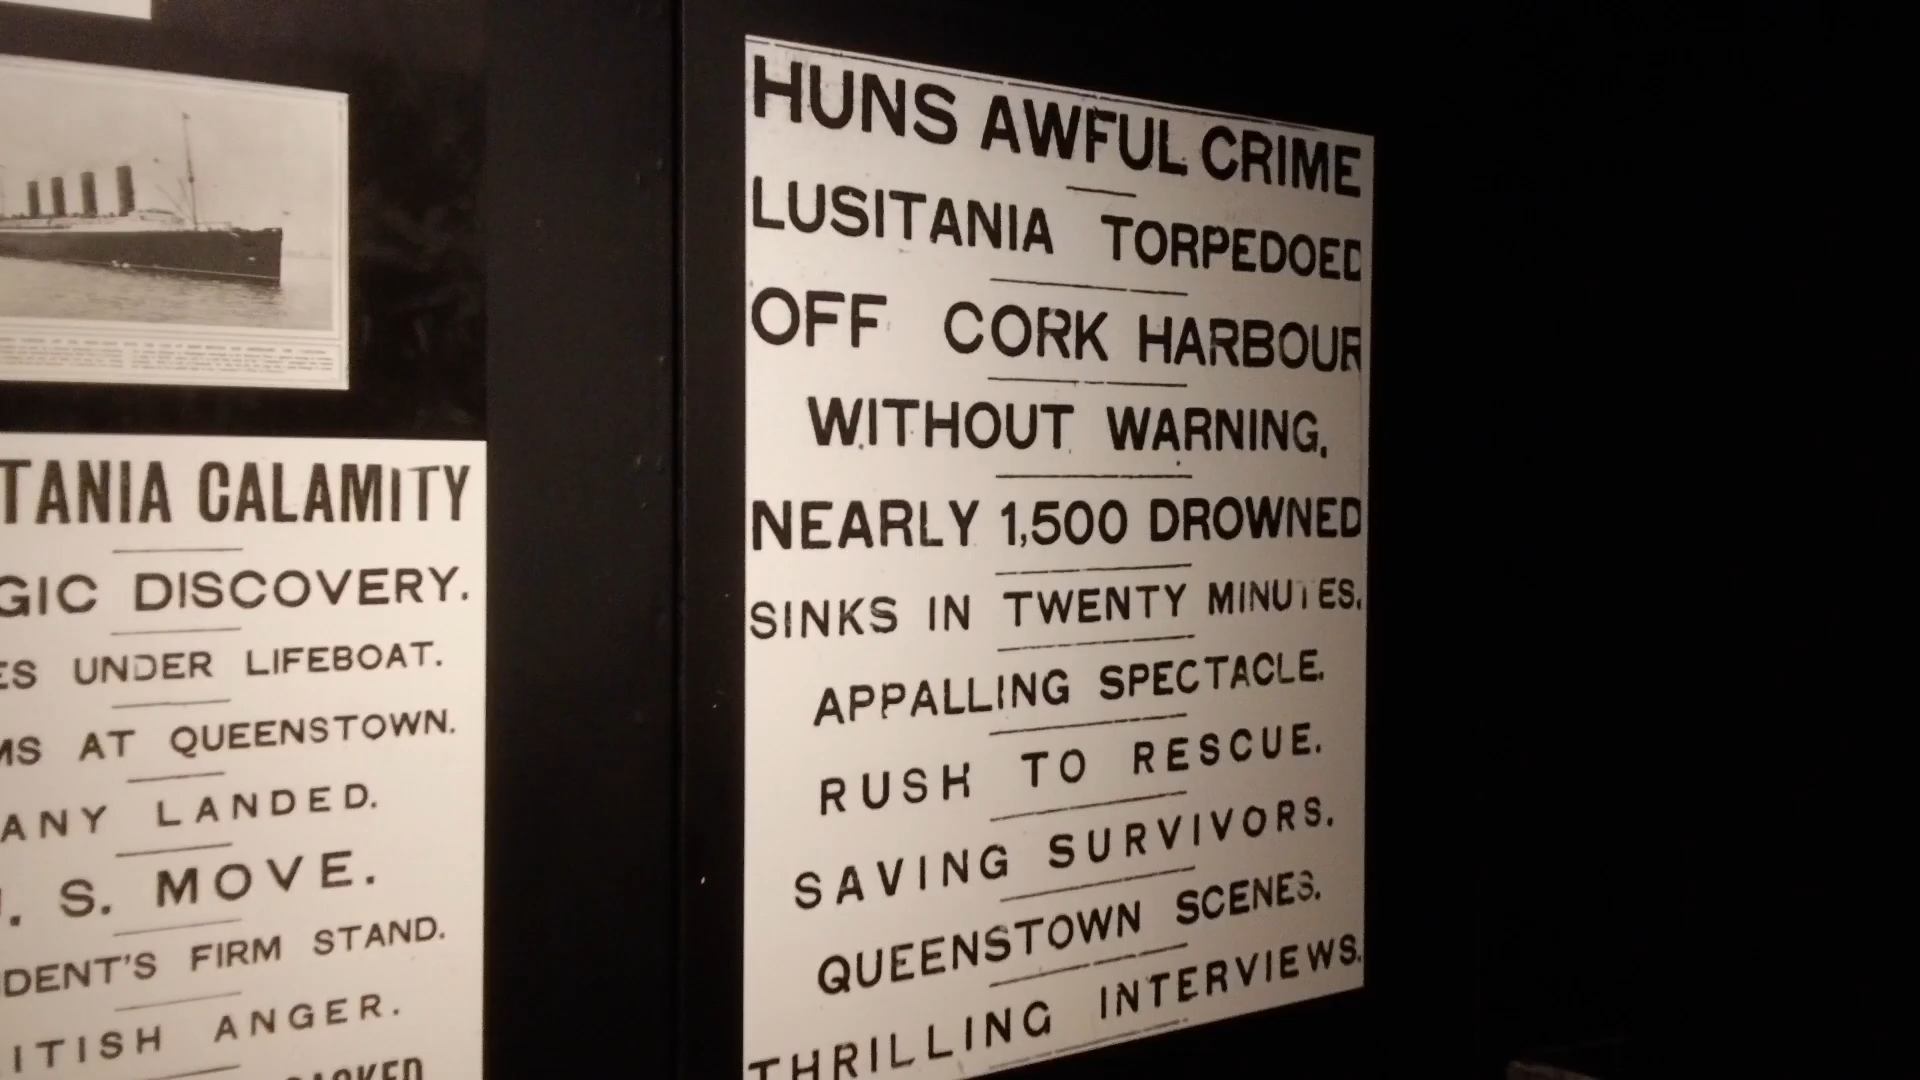 TANIA CALAMITY
GIC DISCOVERY.
ES UNDER LIFEBOAT.
MS AT QUEENSTOWN.
ANY LANDED.
. S. MOVE.
DENT'S FIRM STAND.
ITISH ANGER.
HUNS AWFUL CRIME
LUSITANIA TORPEDOED
OFF CORK HARBOUR
WITHOUT WARNING,
NEARLY 1,500 DROWNED
SINKS IN TWENTY MINUTES.
APPALLING SPECTACLE.
RUSH TO RESCUE.
SAVING SURVIVORS.
QUEENSTOWN SCENES.
THRILLING INTERVIEWS.